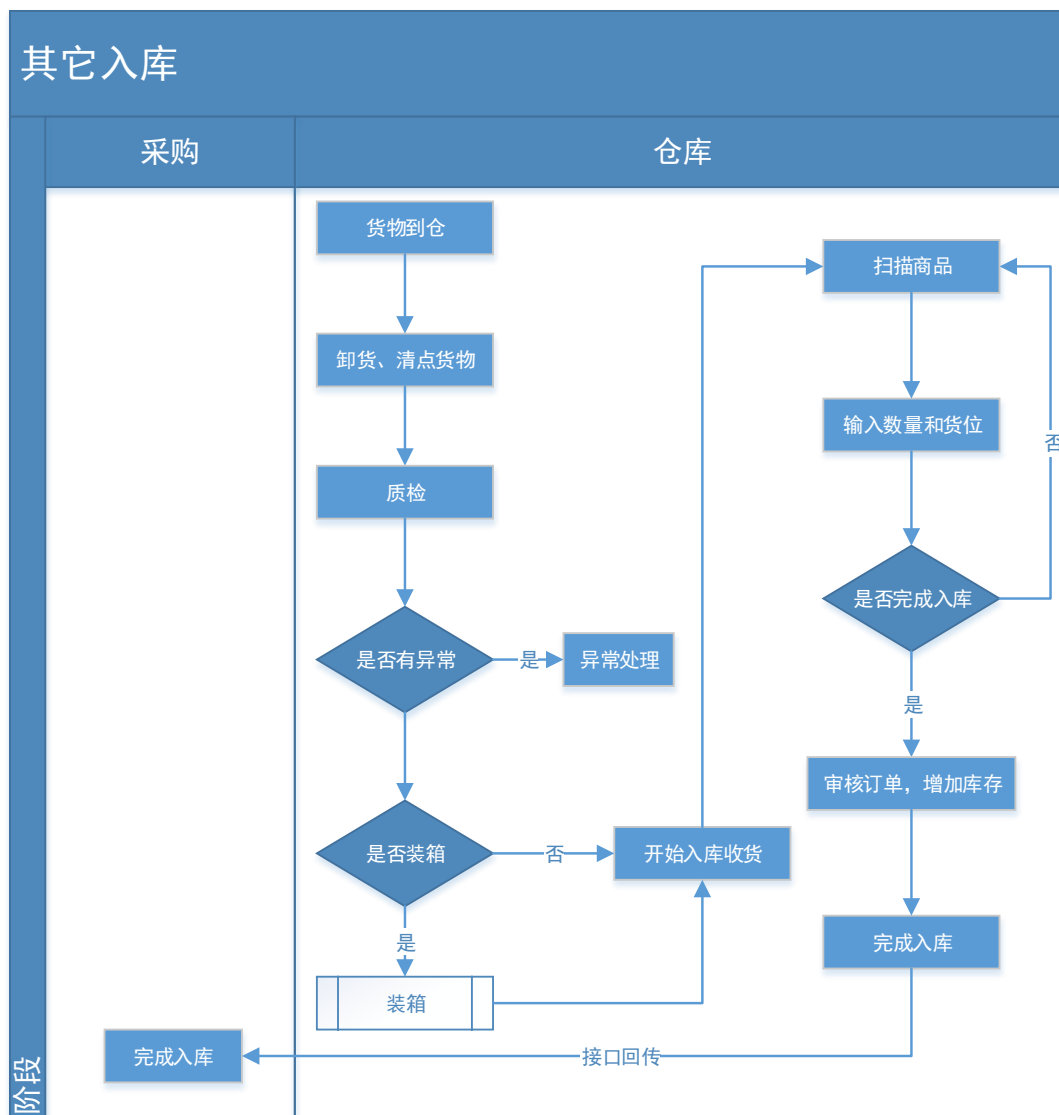 其它入库
采购
仓库
货物到仓
卸货、清点货物
质检
是否有异常
是
异常处理
是否装箱
否
开始入库收货
是
装箱
扫描商品
输入数量和货位
否
是否完成入库
是
审核订单，增加库存
完成入库
接口回传
完成入库
阶段